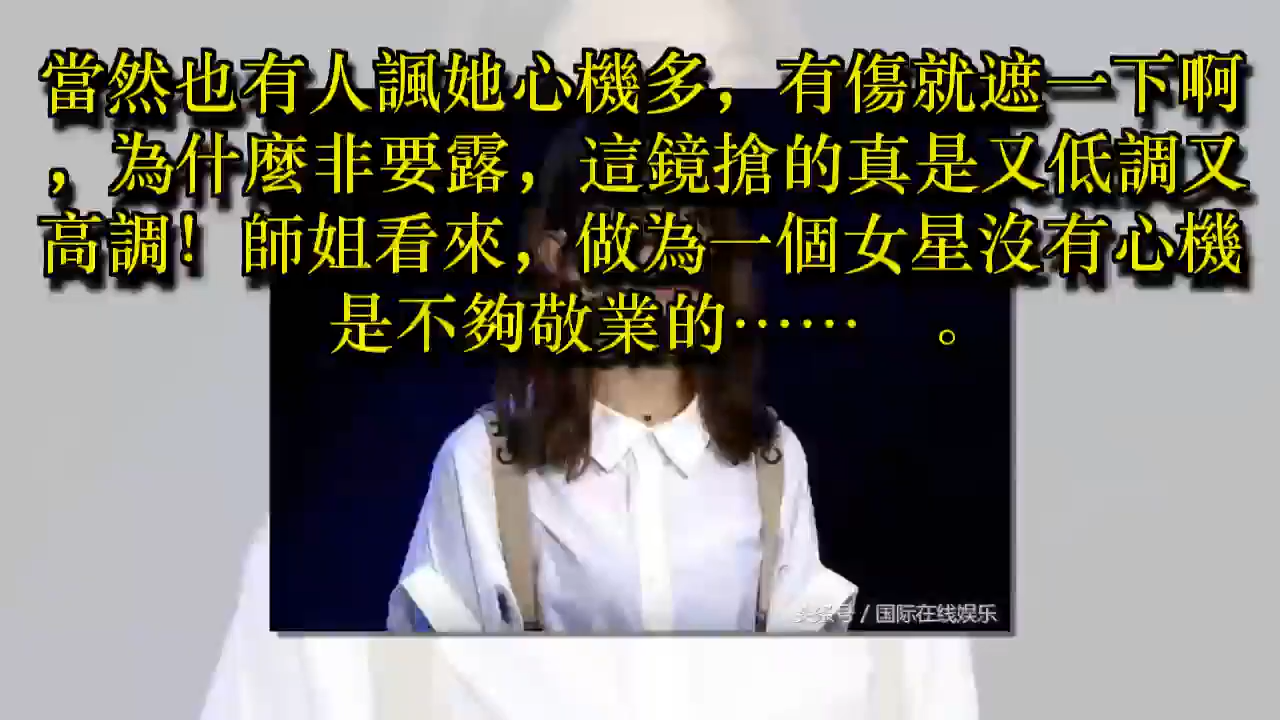 當然也有人諷她心機多，有傷就遮一下啊
，為什麼非要露，這鏡搶的真是又低調又
高調！師姐看來，做為一個女星沒有心機
是不夠敬業的⋯⋯ 。
头条号 / 国际在线娱乐